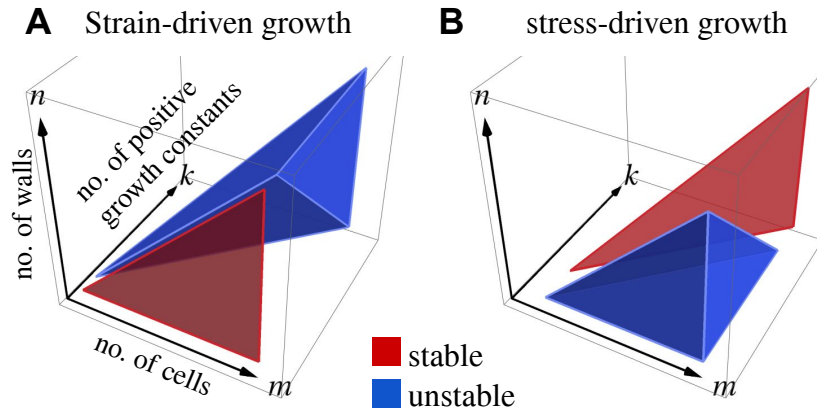 A Strain-driven growth
B stress-driven growth
n
no. of walls
no. of positive
growth constants
k
no. of cells
m
n
k
m
stable
unstable